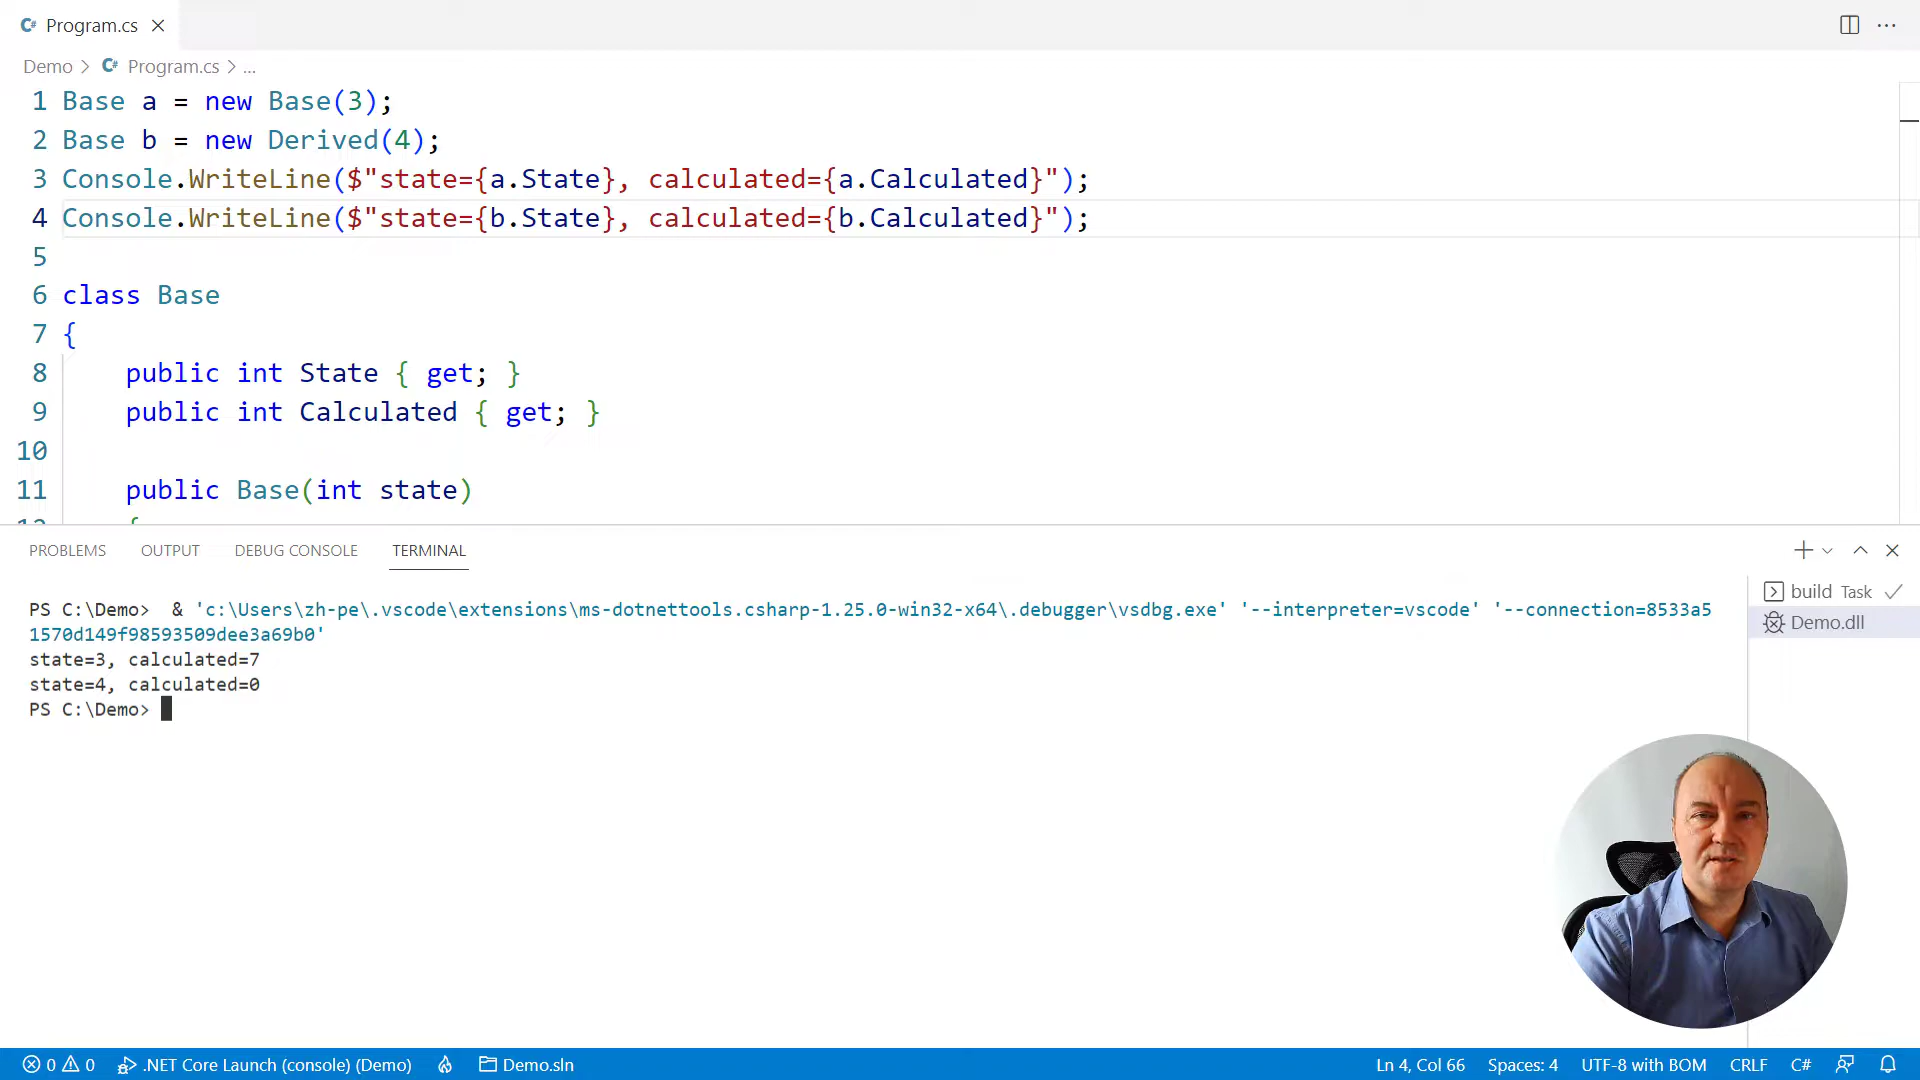 Program.cs
Demo > Program.cs > ...
1 Base a = new Base(3);
2 Base b = new Derived(4);
3 Console.WriteLine($"state={a.State}, calculated={a.Calculated}");
4 Console.WriteLine($"state={b.State}, calculated={b.Calculated}");
5
6 class Base
7 {
8 public int State { get; }
9 public int Calculated { get; }
10
11 public Base(int state)
12 {
PROBLEMS OUTPUT DEBUG CONSOLE TERMINAL
PS C:\Demo>  & 'c:\Users\zh-pe\.vscode\extensions\ms-dotnettools.csharp-1.25.0-win32-x64\.debugger\vsdbg.exe' '--interpreter=vscode' '--connection=8533a5
1570d149f98593509dee3a69b0'
state=3, calculated=7
state=4, calculated=0
PS C:\Demo>
build Task
Demo.dll
0 0 .NET Core Launch (console) (Demo) Demo.sln Ln 4, Col 66 Spaces: 4 UTF-8 with BOM CRLF C#